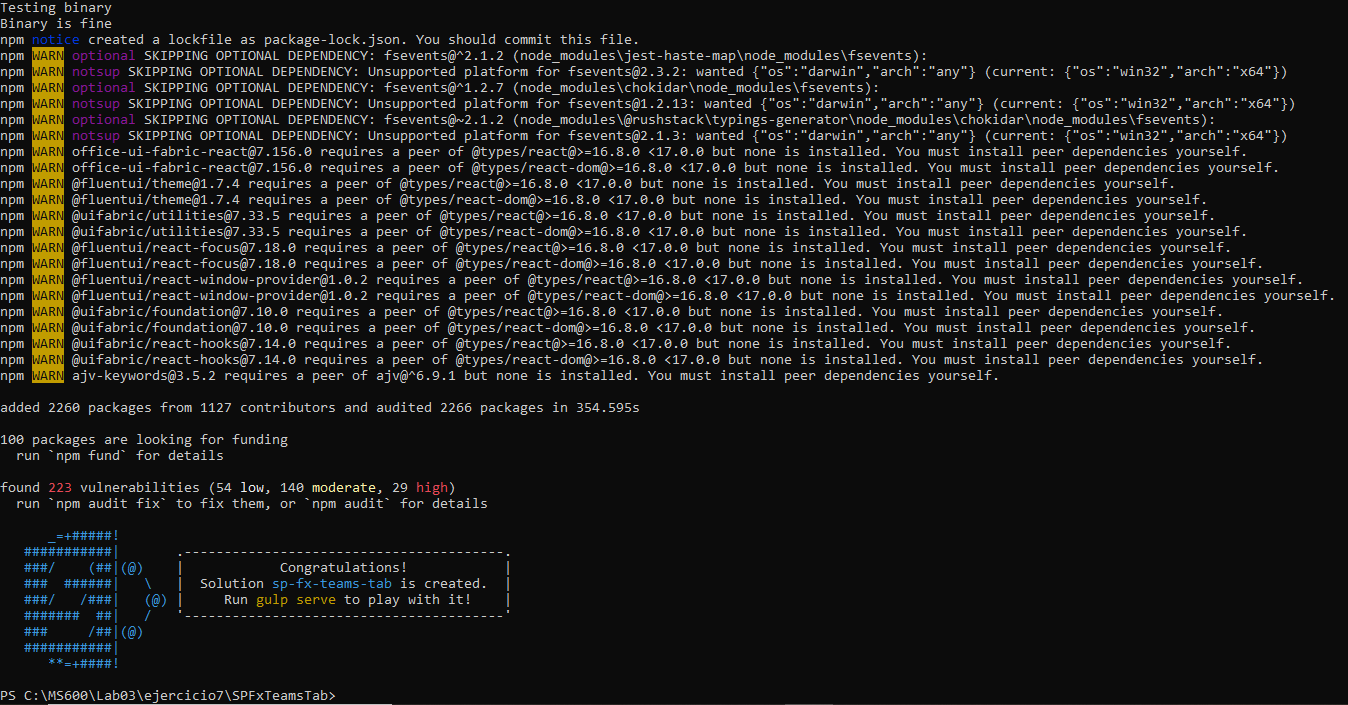 Testing binary
Binary is fine
npm notice created a lockfile as package-lock.json. You should commit this file.
npm WARN optional SKIPPING OPTIONAL DEPENDENCY: fsevents@^2.1.2 (node_modules\jest-haste-map\node_modules\fsevents):
npm WARN notsup SKIPPING OPTIONAL DEPENDENCY: Unsupported platform for fsevents@2.3.2: wanted {"os":"darwin","arch":"any"} (current: {"os":"win32","arch":"x64"})
npm WARN optional SKIPPING OPTIONAL DEPENDENCY: fsevents@^1.2.7 (node_modules\chokidar\node_modules\fsevents):
npm WARN notsup SKIPPING OPTIONAL DEPENDENCY: Unsupported platform for fsevents@1.2.13: wanted {"os":"darwin","arch":"any"} (current: {"os":"win32","arch":"x64"})
npm WARN optional SKIPPING OPTIONAL DEPENDENCY: fsevents@~2.1.2 (node_modules\@rushstack\typings-generator\node_modules\chokidar\node_modules\fsevents):
npm WARN notsup SKIPPING OPTIONAL DEPENDENCY: Unsupported platform for fsevents@2.1.3: wanted {"os":"darwin","arch":"any"} (current: {"os":"win32","arch":"x64"})
npm WARN office-ui-fabric-react@7.156.0 requires a peer of @types/react@>=16.8.0 <17.0.0 but none is installed. You must install peer dependencies yourself.
npm WARN office-ui-fabric-react@7.156.0 requires a peer of @types/react-dom@>=16.8.0 <17.0.0 but none is installed. You must install peer dependencies yourself.
npm WARN @fluentui/theme@1.7.4 requires a peer of @types/react@>=16.8.0 <17.0.0 but none is installed. You must install peer dependencies yourself.
npm WARN @fluentui/theme@1.7.4 requires a peer of @types/react-dom@>=16.8.0 <17.0.0 but none is installed. You must install peer dependencies yourself.
npm WARN @uifabric/utilities@7.33.5 requires a peer of @types/react@>=16.8.0 <17.0.0 but none is installed. You must install peer dependencies yourself.
npm WARN @uifabric/utilities@7.33.5 requires a peer of @types/react-dom@>=16.8.0 <17.0.0 but none is installed. You must install peer dependencies yourself.
npm WARN @fluentui/react-focus@7.18.0 requires a peer of @types/react@>=16.8.0 <17.0.0 but none is installed. You must install peer dependencies yourself.
npm WARN @fluentui/react-focus@7.18.0 requires a peer of @types/react-dom@>=16.8.0 <17.0.0 but none is installed. You must install peer dependencies yourself.
npm WARN @fluentui/react-window-provider@1.0.2 requires a peer of @types/react@>=16.8.0 <17.0.0 but none is installed. You must install peer dependencies yourself.
npm WARN @fluentui/react-window-provider@1.0.2 requires a peer of @types/react-dom@>=16.8.0 <17.0.0 but none is installed. You must install peer dependencies yourself.
npm WARN @uifabric/foundation@7.10.0 requires a peer of @types/react@>=16.8.0 <17.0.0 but none is installed. You must install peer dependencies yourself.
npm WARN @uifabric/foundation@7.10.0 requires a peer of @types/react-dom@>=16.8.0 <17.0.0 but none is installed. You must install peer dependencies yourself.
npm WARN @uifabric/react-hooks@7.14.0 requires a peer of @types/react@>=16.8.0 <17.0.0 but none is installed. You must install peer dependencies yourself.
npm WARN @uifabric/react-hooks@7.14.0 requires a peer of @types/react-dom@>=16.8.0 <17.0.0 but none is installed. You must install peer dependencies yourself.
npm WARN ajv-keywords@3.5.2 requires a peer of ajv@^6.9.1 but none is installed. You must install peer dependencies yourself.

added 2260 packages from 1127 contributors and audited 2266 packages in 354.595s

100 packages are looking for funding
  run `npm fund` for details

found 223 vulnerabilities (54 low, 140 moderate, 29 high)
  run `npm audit fix` to fix them, or `npm audit` for details

      _=+#####!
   ###########|       .----------------------------------------.
   ###/    (##|(@)    |            Congratulations!            |
   ###  ######|   \   |  Solution sp-fx-teams-tab is created.  |
   ###/   /###|   (@) |     Run gulp serve to play with it!    |
   #######  ##|   /   '----------------------------------------'
   ###     /##|(@)
   ###########|
      **=+####!

PS C:\MS600\Lab03\ejercicio7\SPFxTeamsTab>